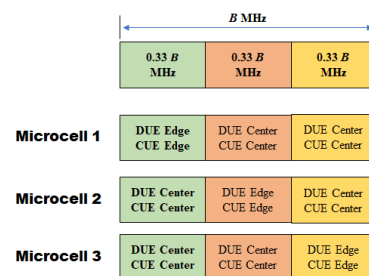 B MHz
0.33 B 0.33 B 0.33 B
MHz MHz MHz
Microcell 1
DUE Edge DUE Center DUE Center
CUE Edge CUE Center CUE Center
Microcell 2
DUE Center DUE Edge DUE Center
CUE Center CUE Edge CUE Center
Microcell 3
DUE Center DUE Center DUE Edge
CUE Center CUE Center CUE Edge